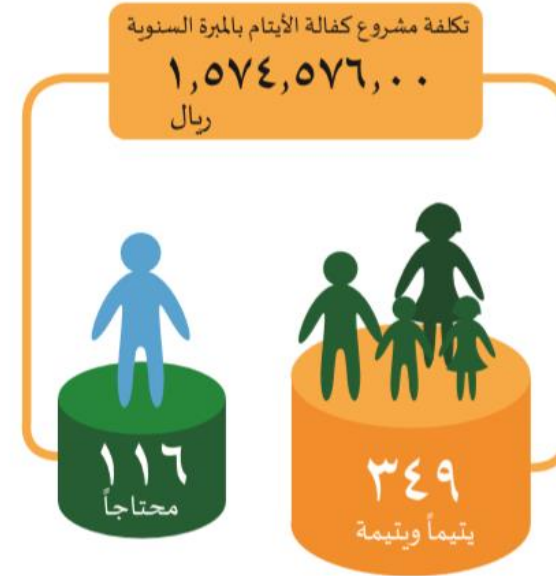 تكلفة مشروع كفالة الأيتام بالمبرة السنوية
١,٥٧٤,٥٧٦,٠٠
ريال
٣٤٩
يتيماً ويتيمة
١١٦
محتاجاً